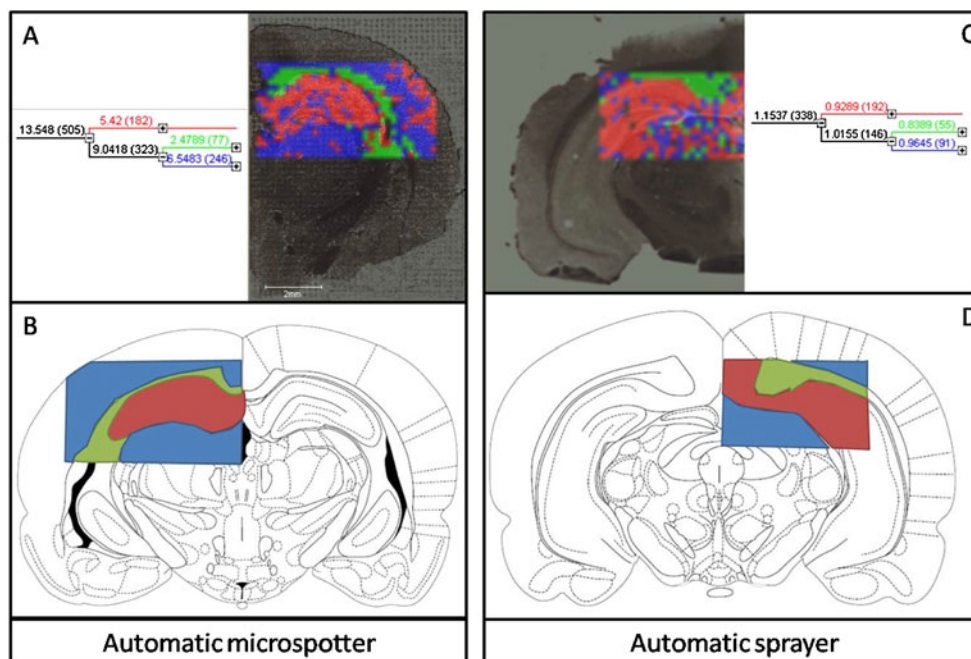 A
13.548 (505)
5.42 (182)
9.0418 (323)
2.4789 (77)
6.5483 (246)
2mm
B
Automatic microspotter
C
1.1537 (338)
0.9289 (192)
1.0155 (146)
0.8389 (55)
0.9645 (91)
D
Automatic sprayer